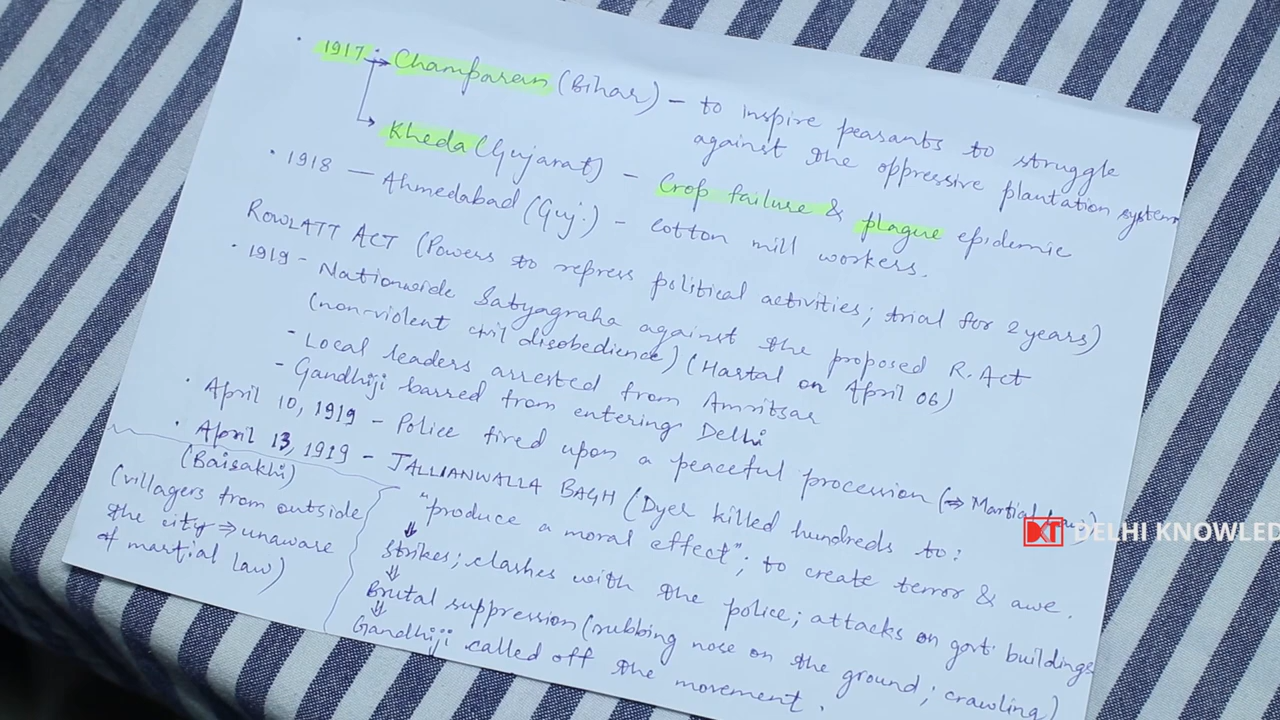 • 1917 :→ Champaran (Bihar) – to inspire peasants to struggle
against the oppressive plantation system
↳ Kheda (Gujarat) – Crop failure & plague epidemic
• 1918 — Ahmedabad (Guj.) – cotton mill workers.
ROWLATT ACT (Powers to repress political activities; trial for 2 years)
• 1919 - Nationwide Satyagraha against the proposed R. Act
(non-violent civil disobedience) (Hartal on April 06)
- Local leaders arrested from Amritsar
- Gandhiji barred from entering Delhi
• April 10, 1919 - Police fired upon a peaceful procession (⇒ Martial Law)
• April 13, 1919 - JALLIANWALLA BAGH (Dyer killed hundreds to:
(Baisakhi)
"produce a moral effect"; to create terror & awe.
(villagers from outside
the city ⇒ unaware
of martial law)
⇓
Strikes; clashes with the police; attacks on govt. buildings
⇓
Brutal suppression (rubbing nose on the ground; crawling)
⇓
Gandhiji called off the movement.
DELHI KNOWLED